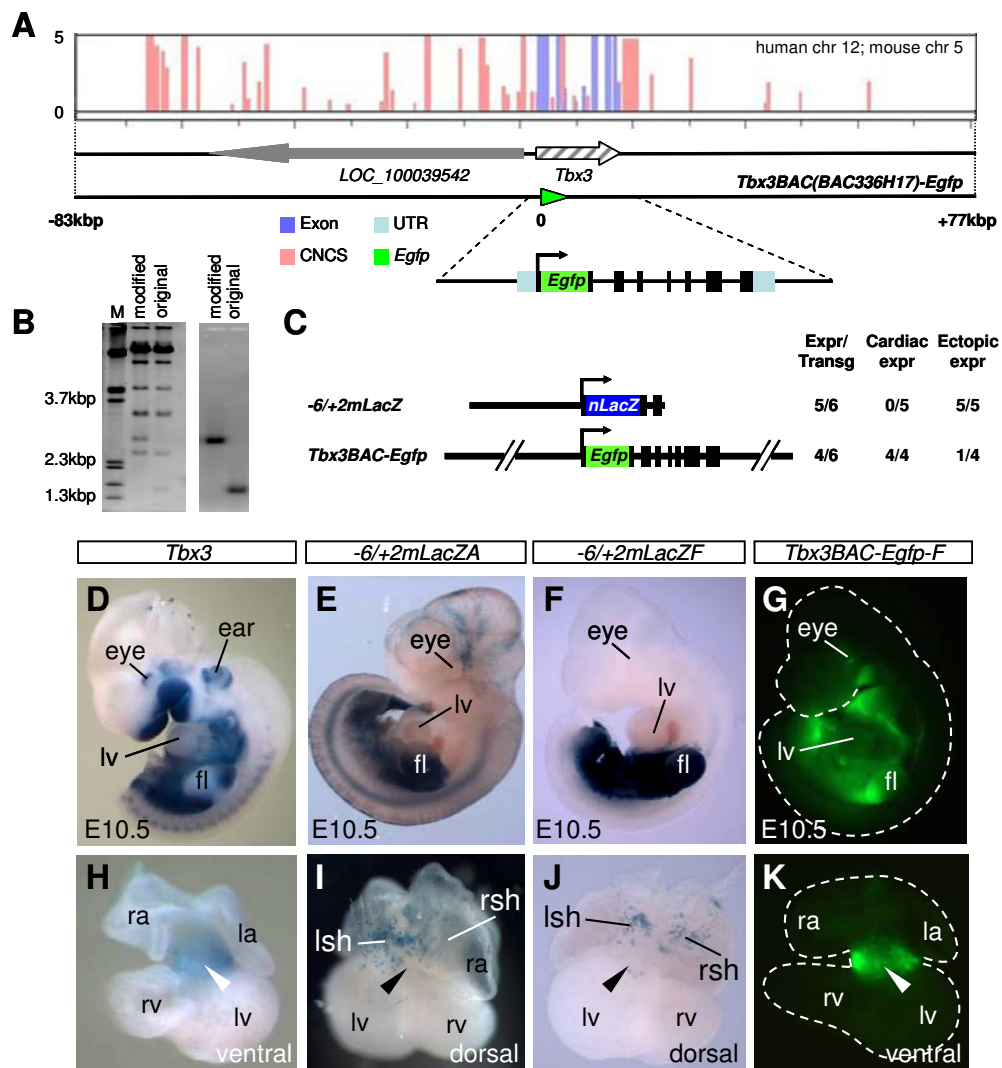 A
5
0
human chr 12; mouse chr 5
LOC_100039542
Tbx3
Tbx3BAC(BAC336H17)-Egfp
-83kbp
0
+77kbp
Exon
UTR
CNCS
Egfp
Egfp
B
M
modified
original
modified
original
3.7kbp
2.3kbp
1.3kbp
C
Expr/ Transg
Cardiac expr
Ectopic expr
-6/+2mLacZ
nLacZ
5/6
0/5
5/5
Tbx3BAC-Egfp
Egfp
4/6
4/4
1/4
Tbx3
-6/+2mLacZA
-6/+2mLacZF
Tbx3BAC-Egfp-F
D
ear
eye
lv
fl
E10.5
E
eye
lv
fl
F
eye
lv
fl
G
eye
lv
fl
E10.5
H
ra
la
rv
lv
ventral
I
rsh
lsh
ra
lv
rv
dorsal
J
lsh
rsh
lv
rv
dorsal
K
ra
la
rv
lv
ventral